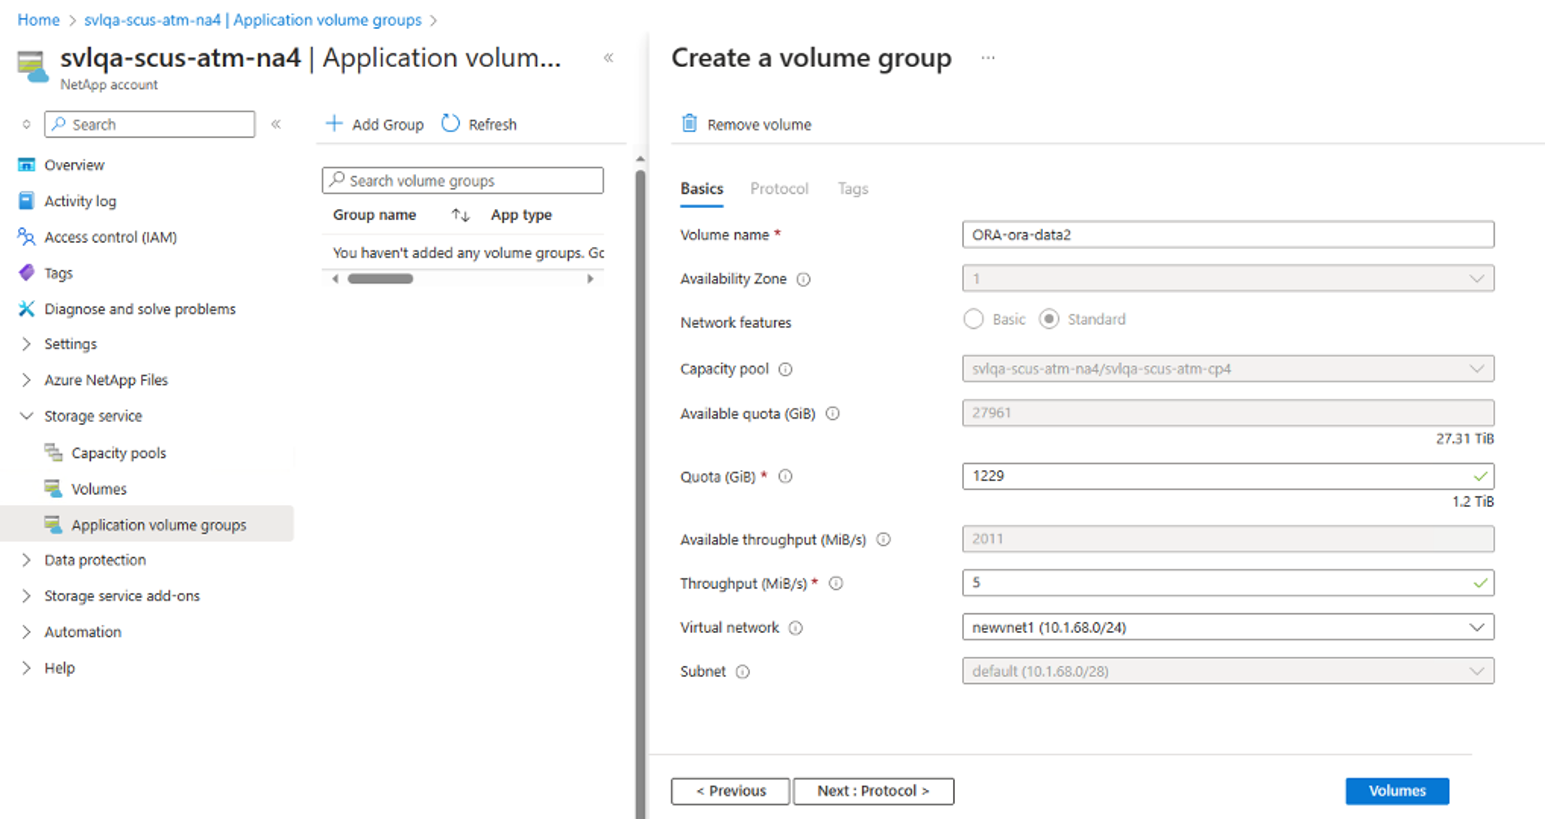 Home > svlqa-scus-atm-na4 | Application volume groups >
svlqa-scus-atm-na4 | Application volum...
NetApp account
Search
Overview
Activity log
Access control (IAM)
Tags
Diagnose and solve problems
Settings
Azure NetApp Files
Storage service
Capacity pools
Volumes
Application volume groups
Data protection
Storage service add-ons
Automation
Help
Add Group Refresh
Search volume groups
Group name App type
You haven't added any volume groups. Gc
Create a volume group ...
Remove volume
Basics Protocol Tags
Volume name * ORA-ora-data2
Availability Zone 1
Network features Basic Standard
Capacity pool svlqa-scus-atm-na4/svlqa-scus-atm-cp4
Available quota (GiB) 27961
27.31 TiB
Quota (GiB) * 1229
1.2 TiB
Available throughput (MiB/s) 2011
Throughput (MiB/s) * 5
Virtual network newvnet1 (10.1.68.0/24)
Subnet default (10.1.68.0/28)
< Previous Next : Protocol > Volumes